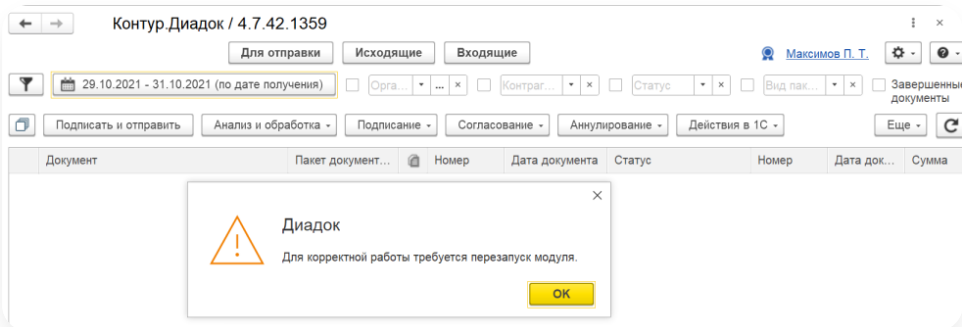 Контур.Диадок / 4.7.42.1359
Для отправки Исходящие Входящие Максимов П. Т.
29.10.2021 - 31.10.2021 (по дате получения) Орга... Контраг... Статус Вид пак... Завершенные документы
Подписать и отправить Анализ и обработка Подписание Согласование Аннулирование Действия в 1С Еще
Документ Пакет документ... Номер Дата документа Статус Номер Дата док... Сумма
Диадок
Для корректной работы требуется перезапуск модуля.
ОК